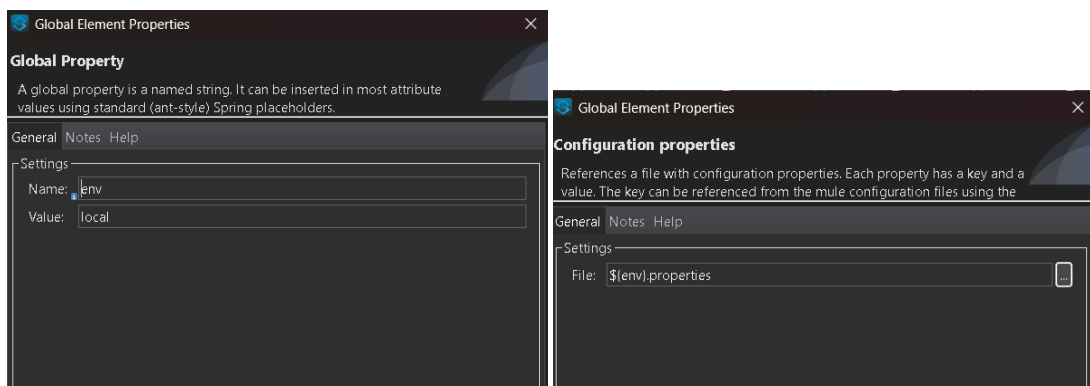 Global Element Properties
Global Property
A global property is a named string. It can be inserted in most attribute
values using standard (ant-style) Spring placeholders.
General Notes Help
Settings
Name: env
Value: local
Global Element Properties
Configuration properties
References a file with configuration properties. Each property has a key and a
value. The key can be referenced from the mule configuration files using the
General Notes Help
Settings
File: ${env}.properties
...